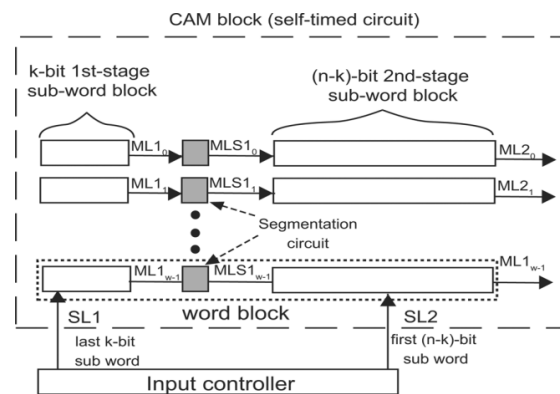 CAM block (self-timed circuit)
k-bit 1st-stage
sub-word block
(n-k)-bit 2nd-stage
sub-word block
ML1₀ MLS1₀ ML2₀
ML1₁ MLS1₁ ML2₁
Segmentation
circuit
ML1w-1 MLS1w-1 ML1w-1
word block
SL1 SL2
last k-bit
sub word
first (n-k)-bit
sub word
Input controller